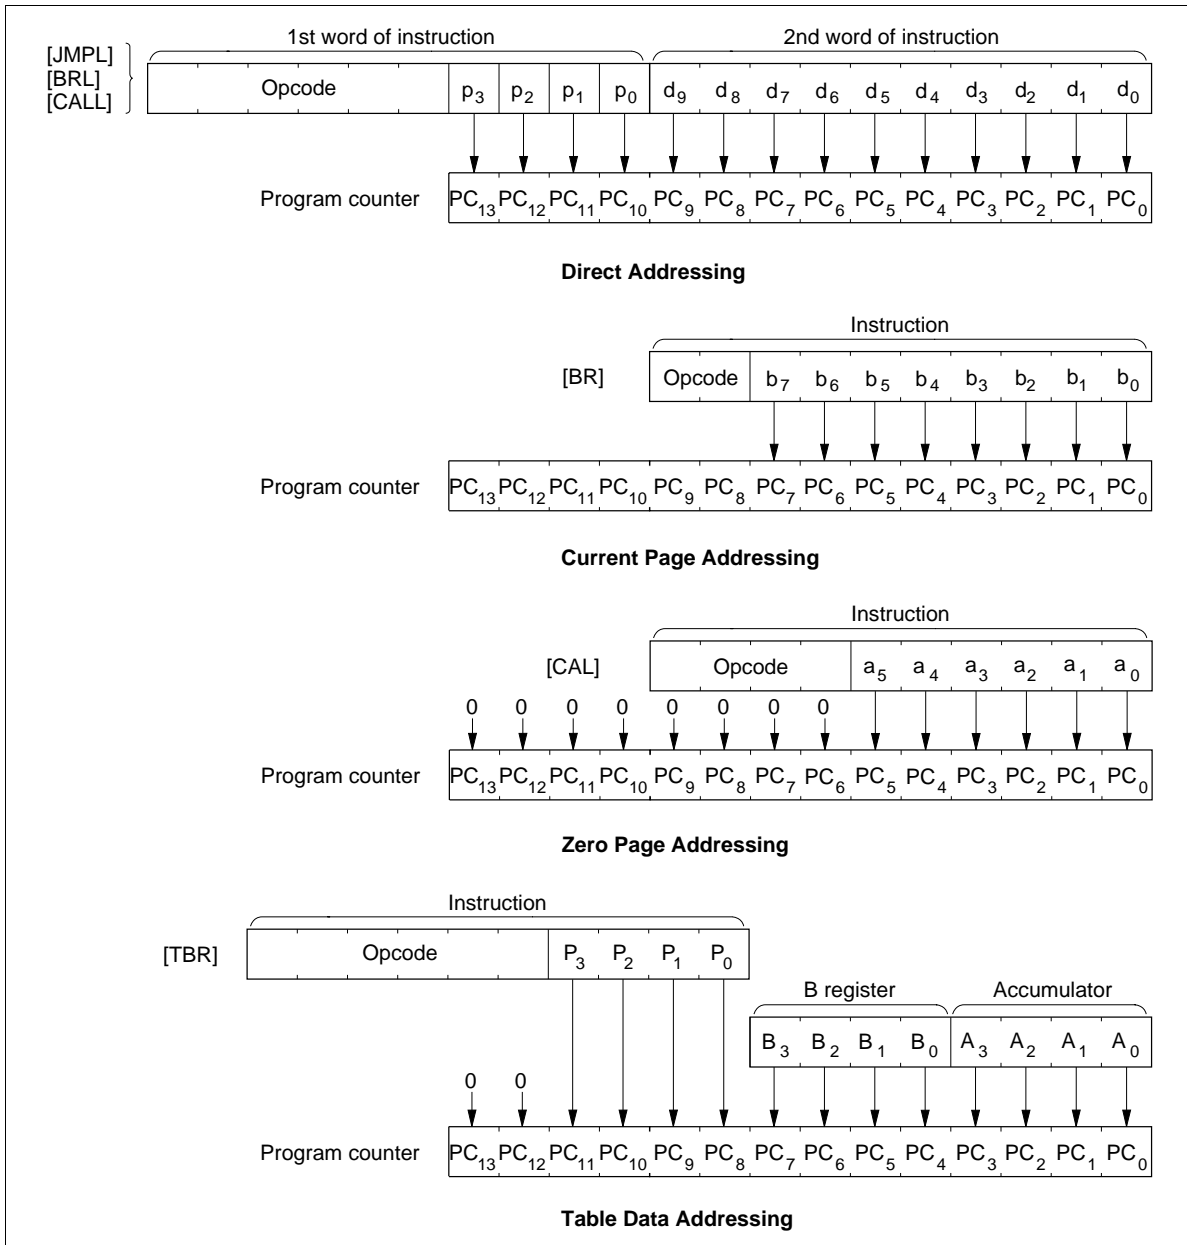 1st word of instruction 2nd word of instruction
[JMPL]
[BRL]
[CALL]
Opcode p3 p2 p1 p0 d9 d8 d7 d6 d5 d4 d3 d2 d1 d0
Program counter PC13 PC12 PC11 PC10 PC9 PC8 PC7 PC6 PC5 PC4 PC3 PC2 PC1 PC0
Direct Addressing
Instruction
[BR] Opcode b7 b6 b5 b4 b3 b2 b1 b0
Program counter PC13 PC12 PC11 PC10 PC9 PC8 PC7 PC6 PC5 PC4 PC3 PC2 PC1 PC0
Current Page Addressing
Instruction
[CAL] Opcode a5 a4 a3 a2 a1 a0
0 0 0 0 0 0 0 0
Program counter PC13 PC12 PC11 PC10 PC9 PC8 PC7 PC6 PC5 PC4 PC3 PC2 PC1 PC0
Zero Page Addressing
Instruction
[TBR] Opcode P3 P2 P1 P0
B register Accumulator
B3 B2 B1 B0 A3 A2 A1 A0
0 0
Program counter PC13 PC12 PC11 PC10 PC9 PC8 PC7 PC6 PC5 PC4 PC3 PC2 PC1 PC0
Table Data Addressing